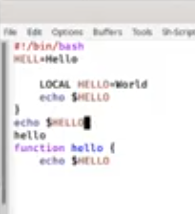 File Edit Options Buffers Tools Sh-Script
#!/bin/bash
HELL=Hello
LOCAL HELLO=World
echo $HELLO
}
echo $HELLO
hello
function hello {
echo $HELLO